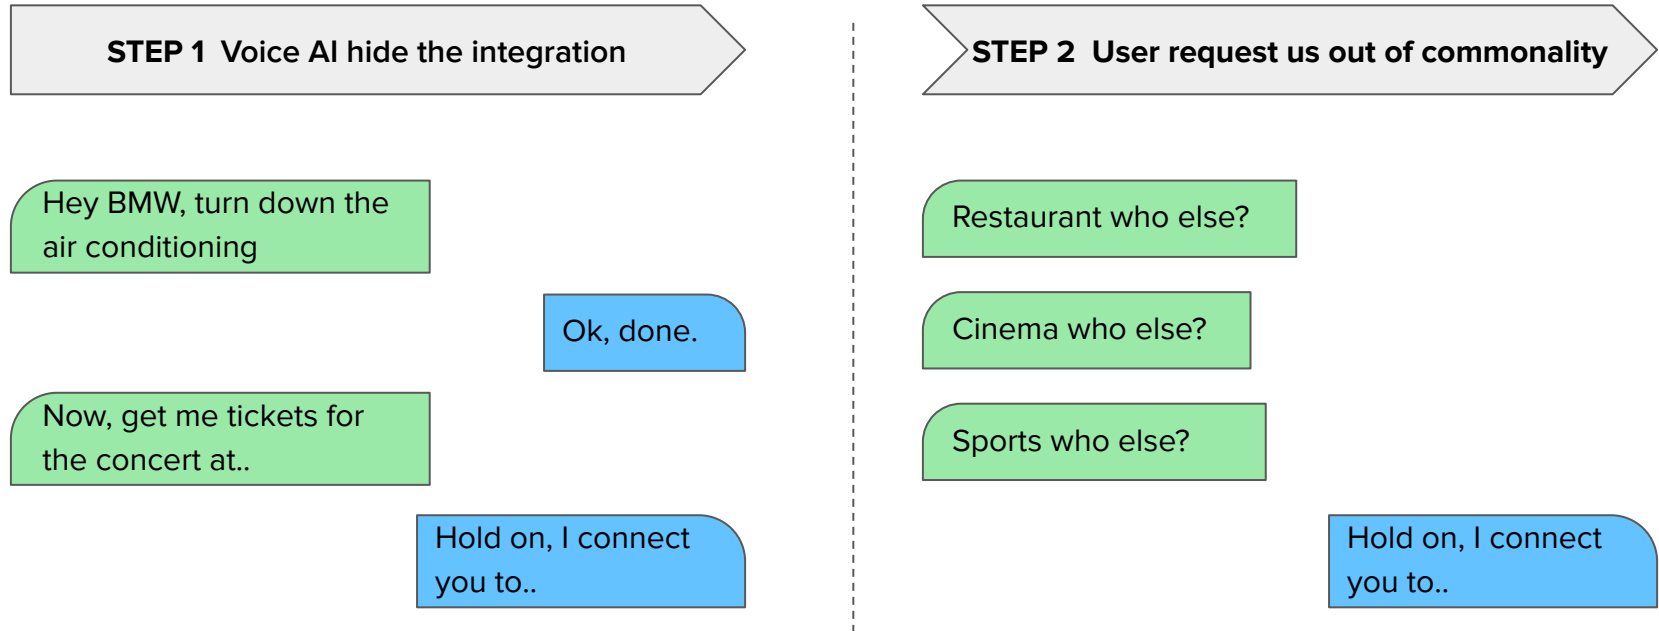 STEP 1 Voice AI hide the integration
Hey BMW, turn down the
air conditioning
Ok, done.
Now, get me tickets for
the concert at..
Hold on, I connect
you to..
STEP 2 User request us out of commonality
Restaurant who else?
Cinema who else?
Sports who else?
Hold on, I connect
you to..